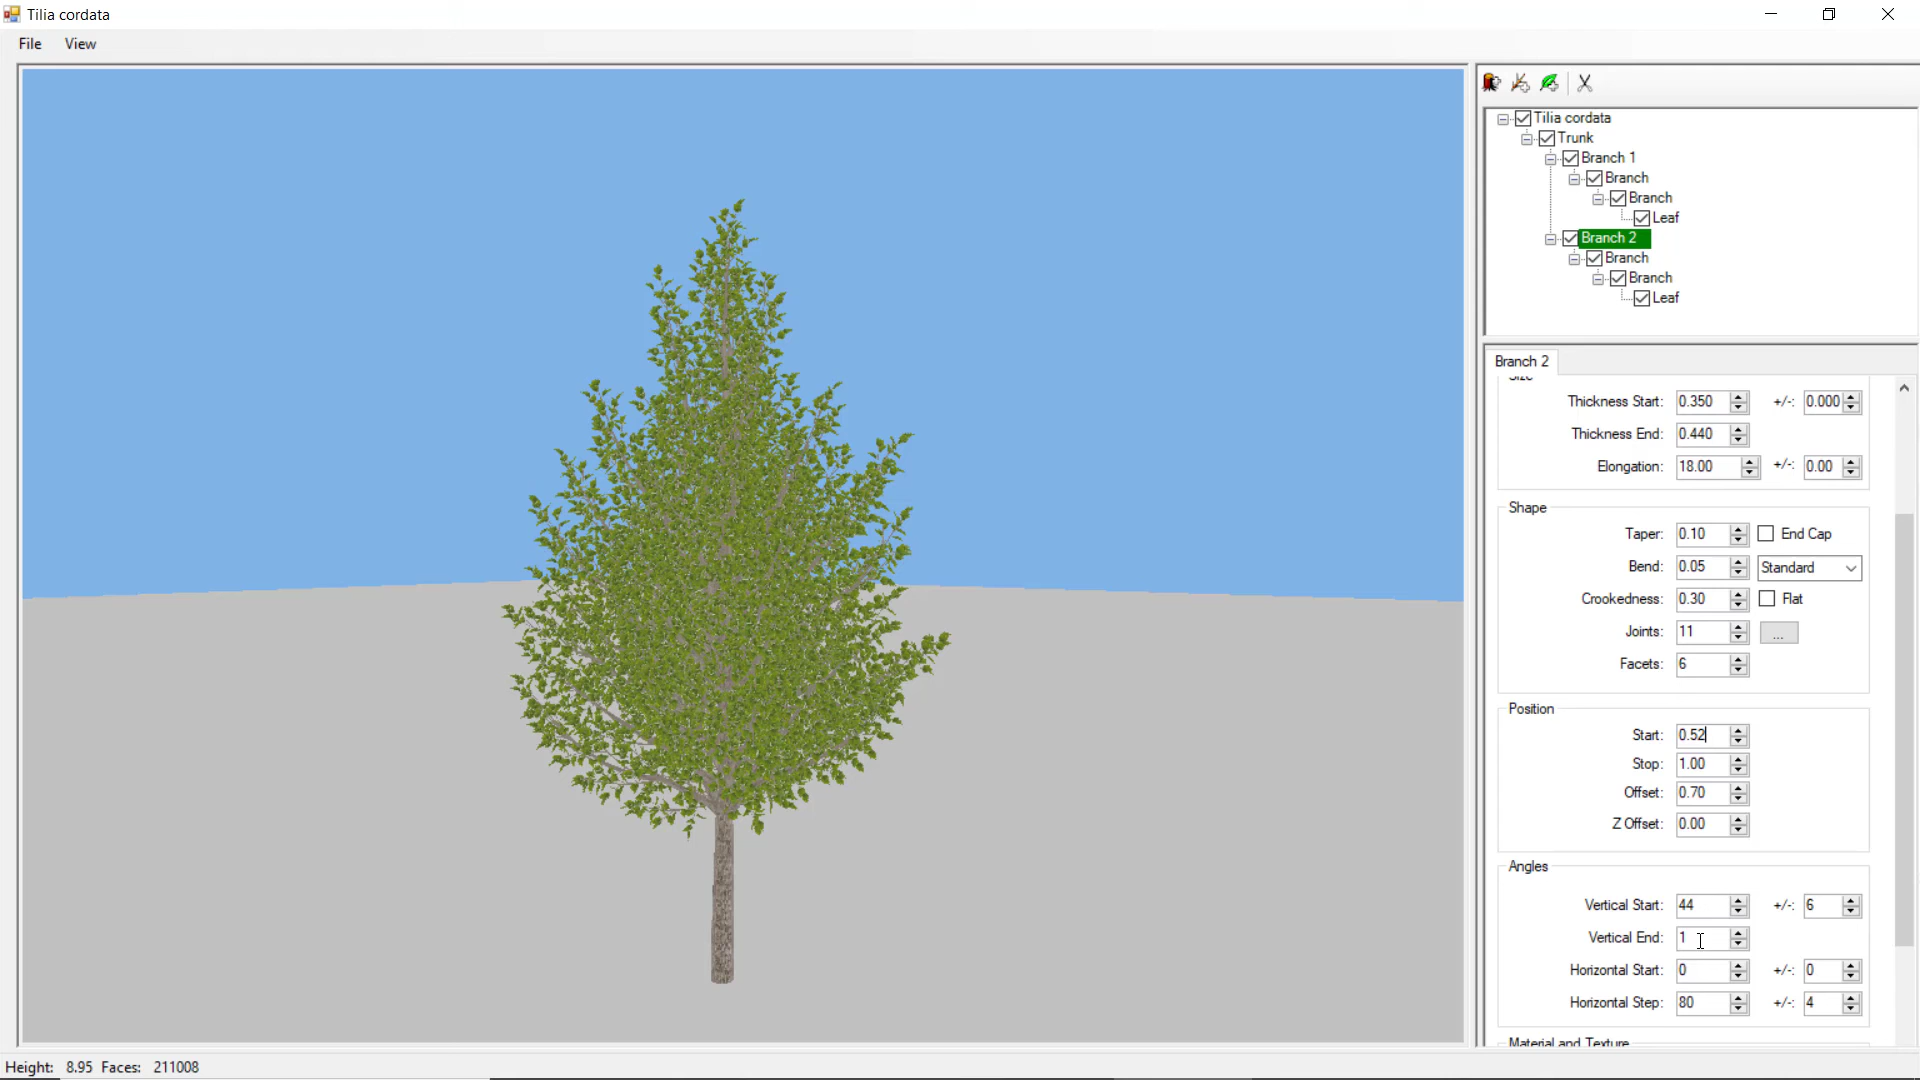 Tilia cordata
File View
Tilia cordata
Trunk
Branch 1
Branch
Branch
Leaf
Branch 2
Branch
Branch
Leaf
Branch 2
Size
Thickness Start: 0.350 +/-: 0.000
Thickness End: 0.440
Elongation: 18.00 +/-: 0.00
Shape
Taper: 0.10 End Cap
Bend: 0.05 Standard
Crookedness: 0.30 Flat
Joints: 11 ...
Facets: 6
Position
Start: 0.52
Stop: 1.00
Offset: 0.70
Z Offset: 0.00
Angles
Vertical Start: 44 +/-: 6
Vertical End: 1
Horizontal Start: 0 +/-: 0
Horizontal Step: 80 +/-: 4
Material and Texture
Height: 8.95 Faces: 211008